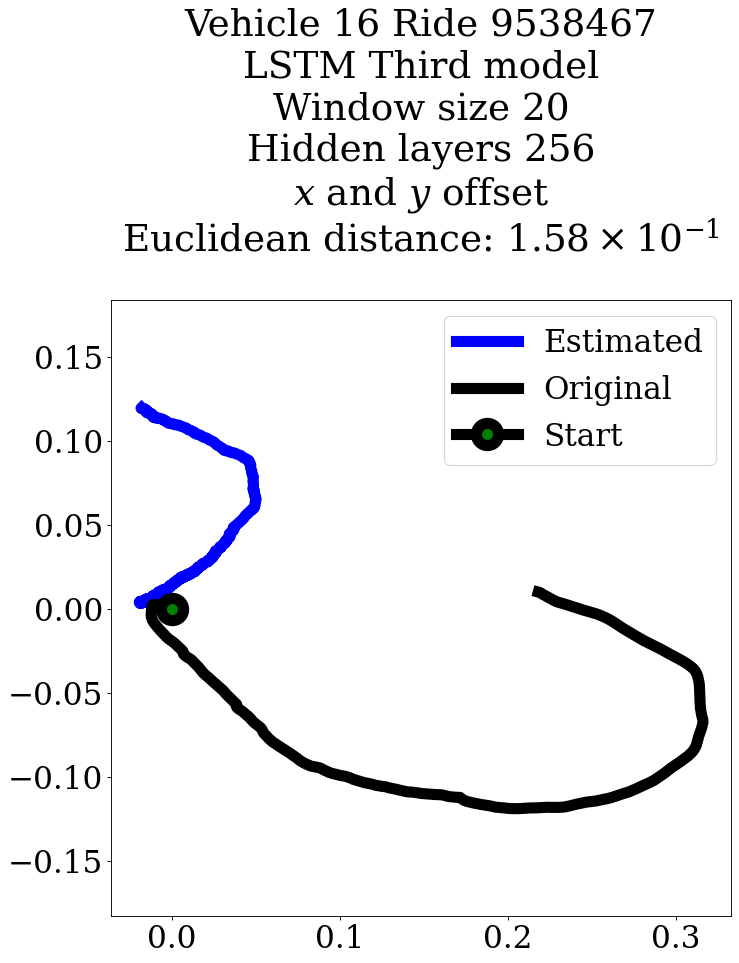 Vehicle 16 Ride 9538467
LSTM Third model
Window size 20
Hidden layers 256
x and y offset
Euclidean distance: 1.58 × 10⁻¹
Estimated
Original
Start
0.15
0.10
0.05
0.00
−0.05
−0.10
−0.15
0.0 0.1 0.2 0.3